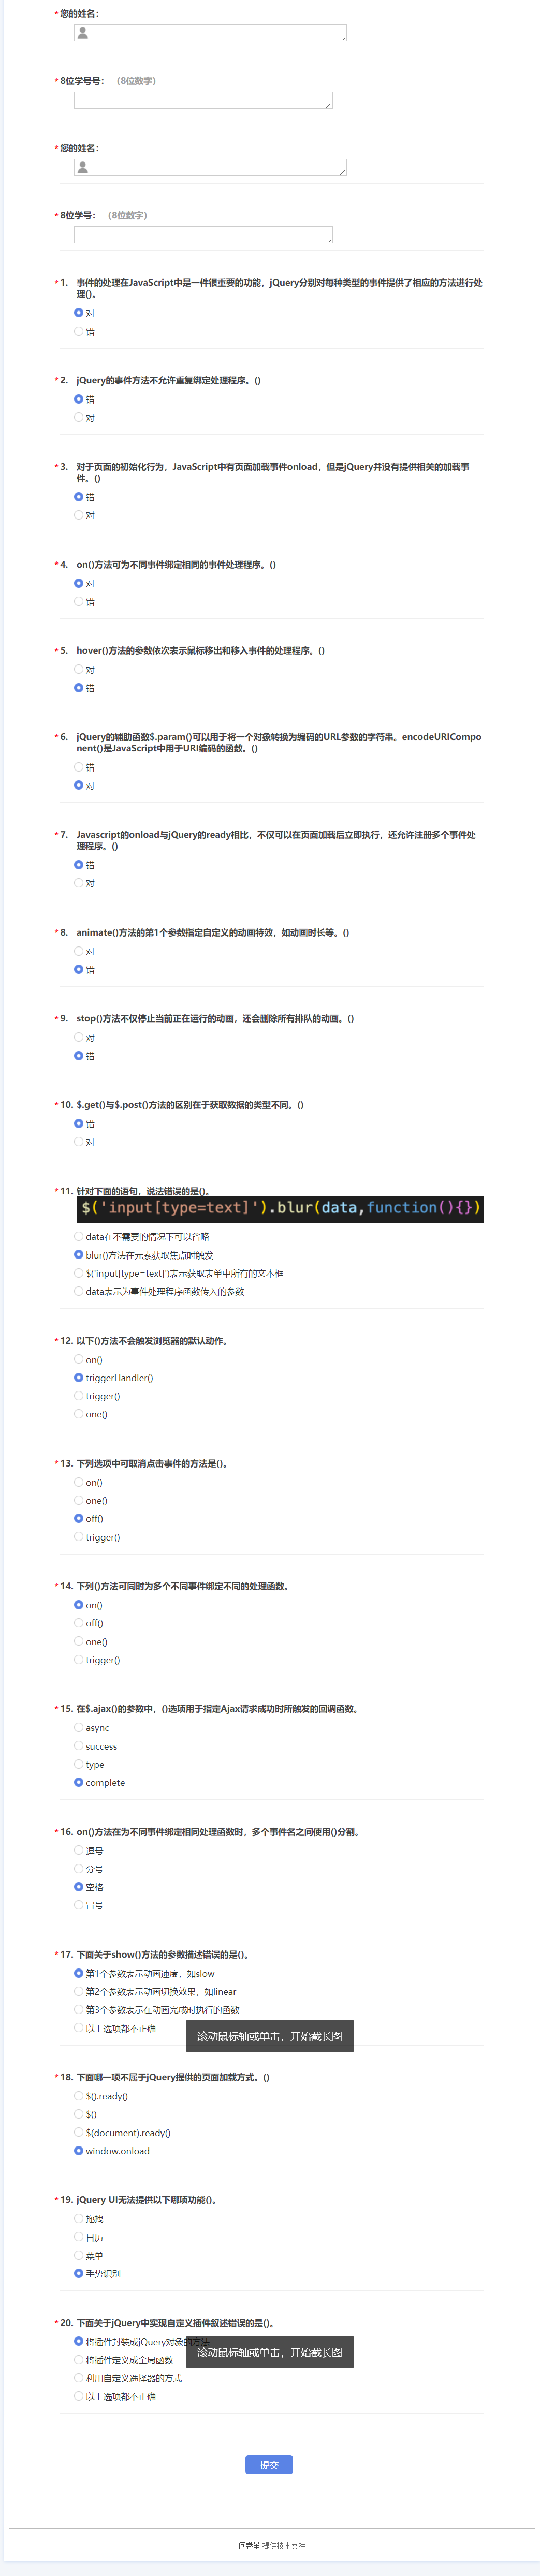 * 您的姓名：
* 8位学号号： （8位数字）
* 您的姓名：
* 8位学号： （8位数字）
* 1. 事件的处理在JavaScript中是一件很重要的功能，jQuery分别对每种类型的事件提供了相应的方法进行处
理()。
对
错
* 2. jQuery的事件方法不允许重复绑定处理程序。()
错
对
* 3. 对于页面的初始化行为，JavaScript中有页面加载事件onload，但是jQuery并没有提供相关的加载事
件。()
错
对
* 4. on()方法可为不同事件绑定相同的事件处理程序。()
对
错
* 5. hover()方法的参数依次表示鼠标移出和移入事件的处理程序。()
对
错
* 6. jQuery的辅助函数$.param()可以用于将一个对象转换为编码的URL参数的字符串。encodeURICompo
nent()是JavaScript中用于URI编码的函数。()
错
对
* 7. Javascript的onload与jQuery的ready相比，不仅可以在页面加载后立即执行，还允许注册多个事件处
理程序。()
错
对
* 8. animate()方法的第1个参数指定自定义的动画特效，如动画时长等。()
对
错
* 9. stop()方法不仅停止当前正在运行的动画，还会删除所有排队的动画。()
对
错
* 10. $.get()与$.post()方法的区别在于获取数据的类型不同。()
错
对
* 11. 针对下面的语句，说法错误的是()。
$('input[type=text]').blur(data,function(){})
data在不需要的情况下可以省略
blur()方法在元素获取焦点时触发
$('input[type=text]')表示获取表单中所有的文本框
data表示为事件处理程序函数传入的参数
* 12. 以下()方法不会触发浏览器的默认动作。
on()
triggerHandler()
trigger()
one()
* 13. 下列选项中可取消点击事件的方法是()。
on()
one()
off()
trigger()
* 14. 下列()方法可同时为多个不同事件绑定不同的处理函数。
on()
off()
one()
trigger()
* 15. 在$.ajax()的参数中，()选项用于指定Ajax请求成功时所触发的回调函数。
async
success
type
complete
* 16. on()方法在为不同事件绑定相同处理函数时，多个事件名之间使用()分割。
逗号
分号
空格
冒号
* 17. 下面关于show()方法的参数描述错误的是()。
第1个参数表示动画速度，如slow
第2个参数表示动画切换效果，如linear
第3个参数表示在动画完成时执行的函数
以上选项都不正确
滚动鼠标轴或单击，开始截长图
* 18. 下面哪一项不属于jQuery提供的页面加载方式。()
$().ready()
$()
$(document).ready()
window.onload
* 19. jQuery UI无法提供以下哪项功能()。
拖拽
日历
菜单
手势识别
* 20. 下面关于jQuery中实现自定义插件叙述错误的是()。
将插件封装成jQuery对象的方法
滚动鼠标轴或单击，开始截长图
将插件定义成全局函数
利用自定义选择器的方式
以上选项都不正确
提交
问卷星 提供技术支持